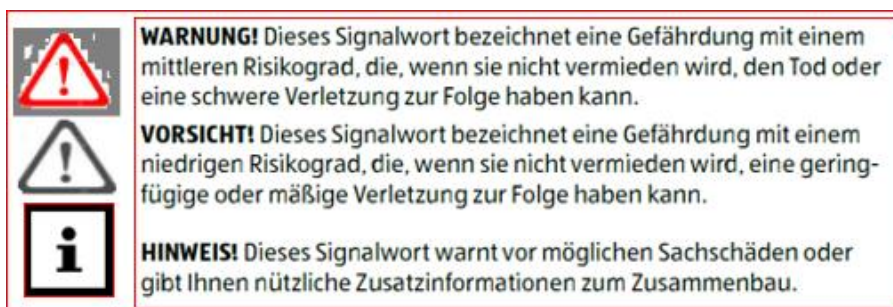 WARNUNG! Dieses Signalwort bezeichnet eine Gefährdung mit einem
mittleren Risikograd, die, wenn sie nicht vermieden wird, den Tod oder
eine schwere Verletzung zur Folge haben kann.
VORSICHT! Dieses Signalwort bezeichnet eine Gefährdung mit einem
niedrigen Risikograd, die, wenn sie nicht vermieden wird, eine gering-
fügige oder mäßige Verletzung zur Folge haben kann.
HINWEIS! Dieses Signalwort warnt vor möglichen Sachschäden oder
gibt Ihnen nützliche Zusatzinformationen zum Zusammenbau.